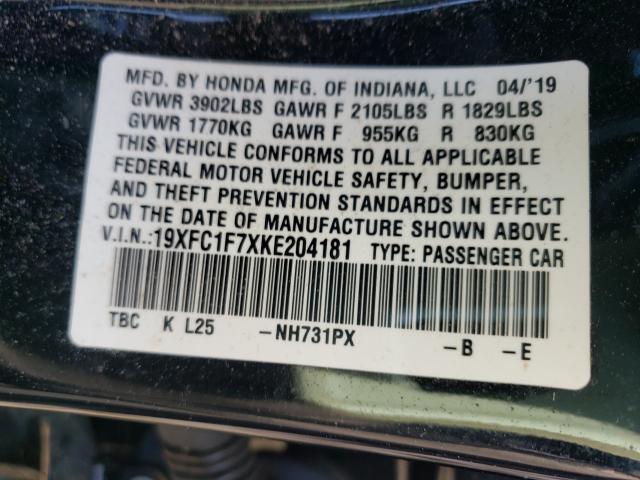 MFD. BY HONDA MFG. OF INDIANA, LLC 04/'19
GVWR 3902LBS GAWR F 2105LBS R 1829LBS
GVWR 1770KG GAWR F 955KG R 830KG
THIS VEHICLE CONFORMS TO ALL APPLICABLE
FEDERAL MOTOR VEHICLE SAFETY, BUMPER,
AND THEFT PREVENTION STANDARDS IN EFFECT
ON THE DATE OF MANUFACTURE SHOWN ABOVE.
V.I.N.:19XFC1F7XKE204181 TYPE: PASSENGER CAR
TBC K L25 -NH731PX -B -E